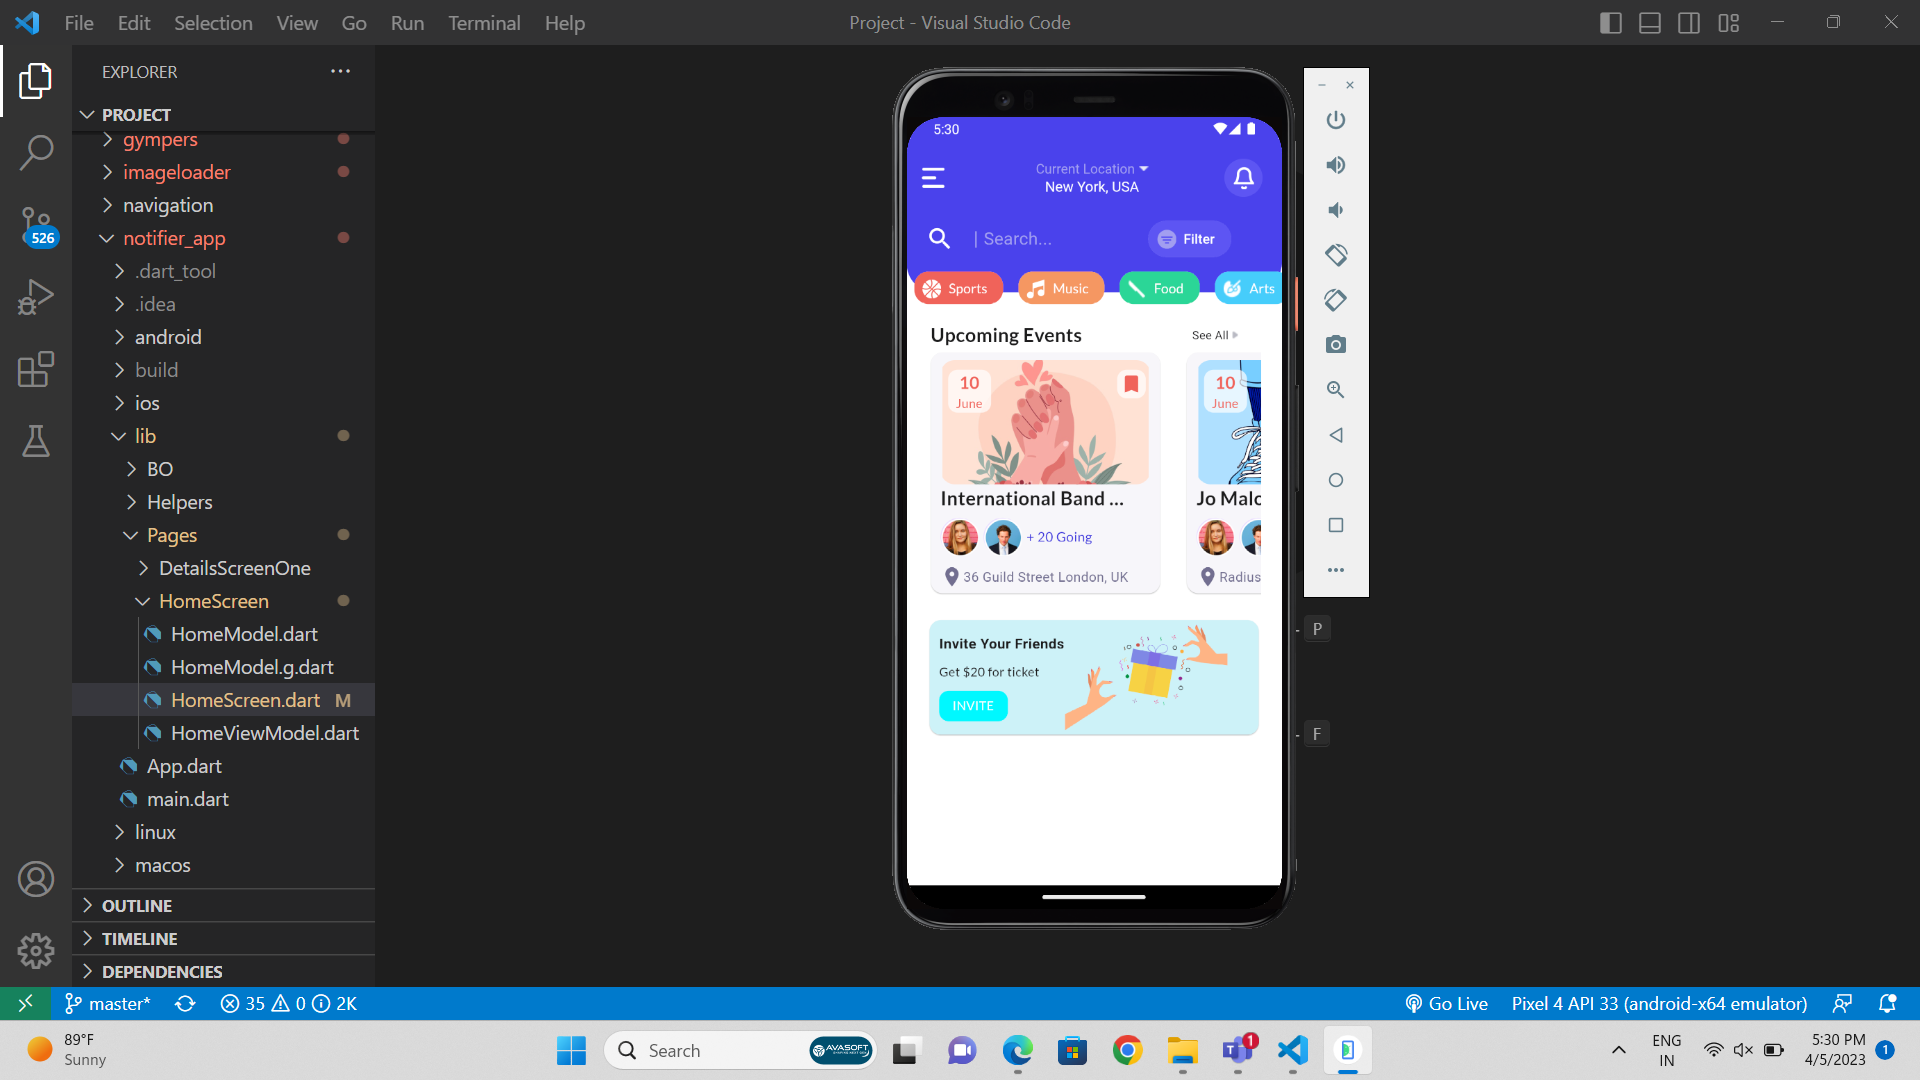 File Edit Selection View Go Run Terminal Help
Project - Visual Studio Code
EXPLORER
PROJECT
gympers
imageloader
navigation
notifier_app
.dart_tool
.idea
android
build
ios
lib
BO
Helpers
Pages
DetailsScreenOne
HomeScreen
HomeModel.dart
HomeModel.g.dart
HomeScreen.dart M
HomeViewModel.dart
App.dart
main.dart
linux
macos
OUTLINE
TIMELINE
DEPENDENCIES
526
5:30
Current Location
New York, USA
| Search...
Filter
Sports
Music
Food
Arts
Upcoming Events
See All
10
June
10
June
International Band ...
Jo Malo
+ 20 Going
36 Guild Street London, UK
Radius
Invite Your Friends
Get $20 for ticket
INVITE
P
F
master*
35 0 2K
Go Live
Pixel 4 API 33 (android-x64 emulator)
89°F
Sunny
Search
AVASOFT
1
ENG
IN
5:30 PM
4/5/2023
1